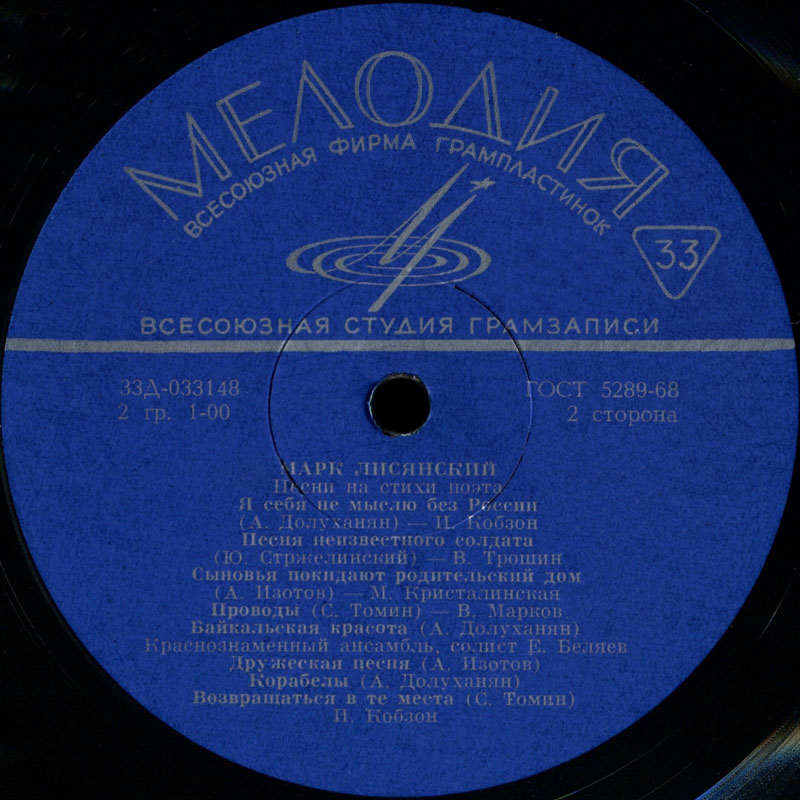 МЕЛОДИЯ
ВСЕСОЮЗНАЯ ФИРМА ГРАМПЛАСТИНОК
33
ВСЕСОЮЗНАЯ СТУДИЯ ГРАМЗАПИСИ
33Д-033148 ГОСТ 5289-68
2 гр. 1-00 2 сторона
МАРК ЛИСЯНСКИЙ
Песни на стихи поэта
Я себя не мыслю без России
(А. Долуханян) — И. Кобзон
Песня неизвестного солдата
(Ю. Стржелинский) — В. Трошин
Сыновья покидают родительский дом
(А. Изотов) — М. Кристалинская
Проводы (С. Томин) — В. Марков
Байкальская красота (А. Долуханян)
Краснознаменный ансамбль, солист Е. Беляев
Дружеская песня (А. Изотов)
Корабелы (А. Долуханян)
Возвращаться в те места (С. Томин)
И. Кобзон